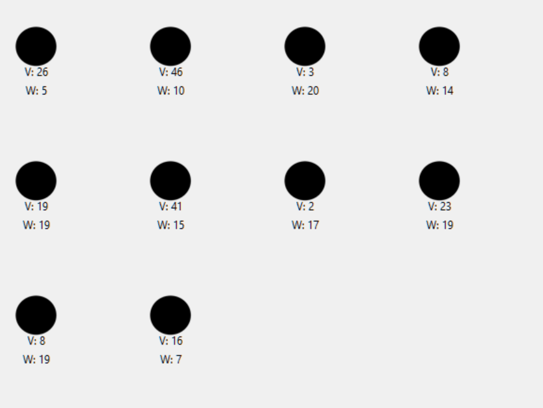 V: 26
W: 5
V: 46
W: 10
V: 3
W: 20
V: 8
W: 14
V: 19
W: 19
V: 41
W: 15
V: 2
W: 17
V: 23
W: 19
V: 8
W: 19
V: 16
W: 7